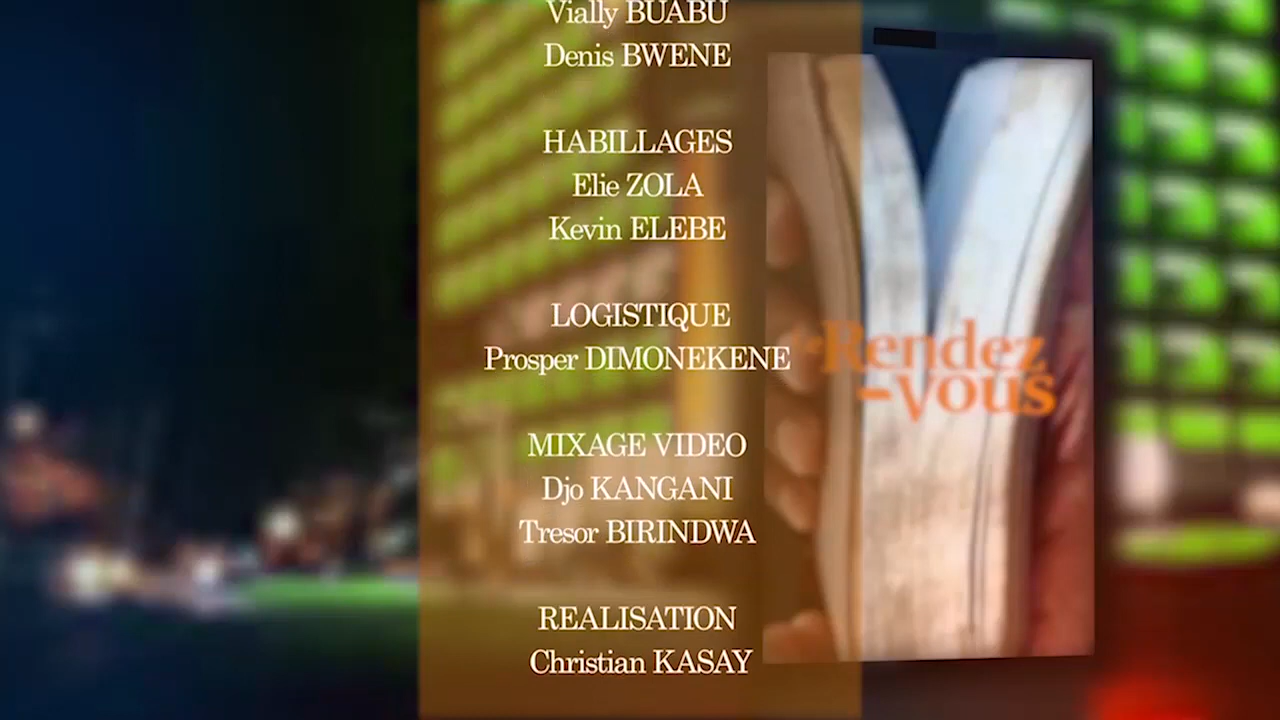 Vially BUABU
Denis BWENE
HABILLAGES
Elie ZOLA
Kevin ELEBE
LOGISTIQUE
Prosper DIMONEKENE
MIXAGE VIDEO
Djo KANGANI
Tresor BIRINDWA
REALISATION
Christian KASAY
Le Rendez
-vous